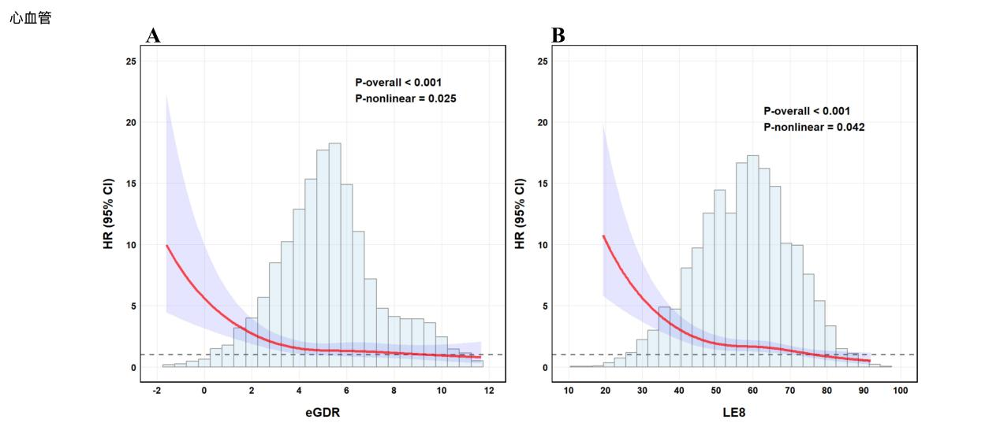 心血管
A
25
20
15
10
5
0
HR (95% CI)
P-overall < 0.001
P-nonlinear = 0.025
-2 0 2 4 6 8 10 12
eGDR
B
25
20
15
10
5
0
HR (95% CI)
P-overall < 0.001
P-nonlinear = 0.042
10 20 30 40 50 60 70 80 90 100
LE8